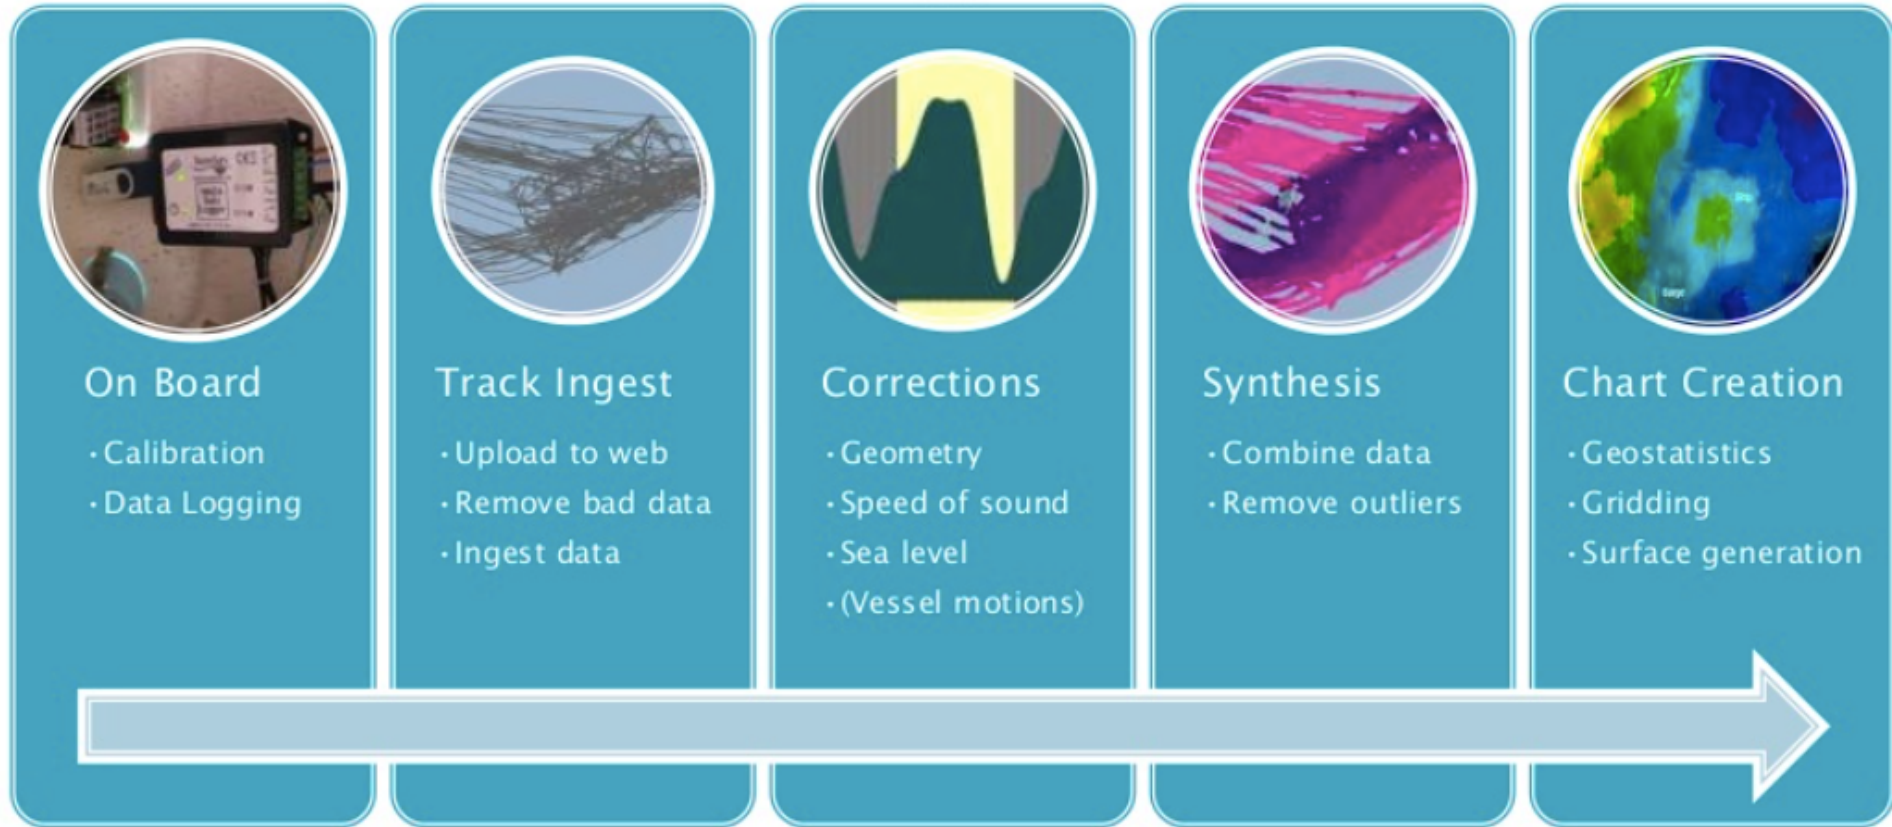 On Board
· Calibration
· Data Logging
Track Ingest
· Upload to web
· Remove bad data
· Ingest data
Corrections
· Geometry
· Speed of sound
· Sea level
· (Vessel motions)
Synthesis
· Combine data
· Remove outliers
Chart Creation
· Geostatistics
· Gridding
· Surface generation